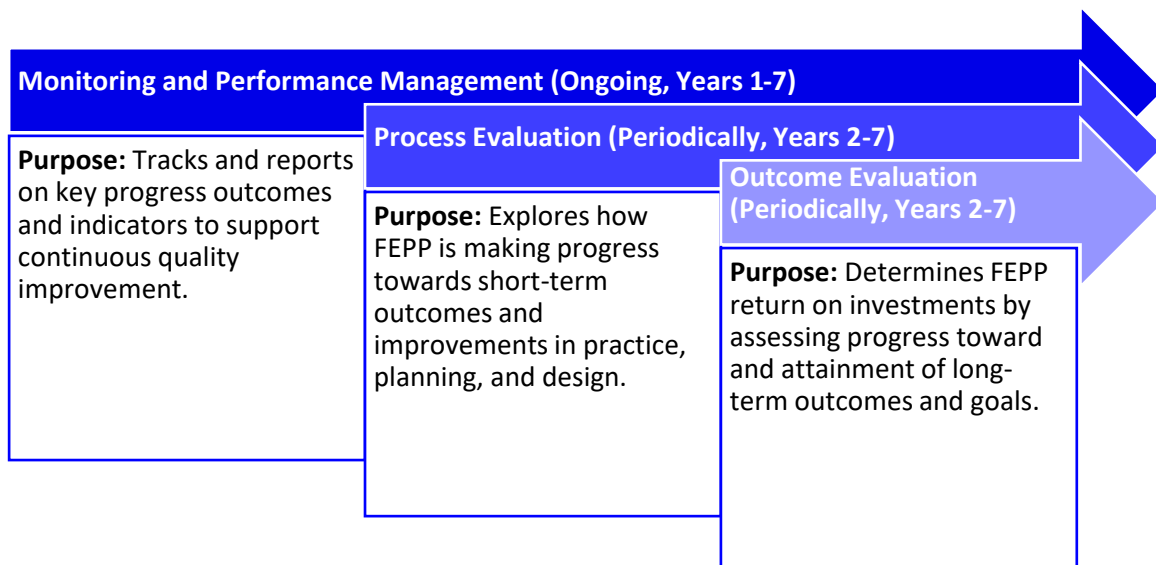 Monitoring and Performance Management (Ongoing, Years 1-7)
Purpose: Tracks and reports
on key progress outcomes
and indicators to support
continuous quality
improvement.
Process Evaluation (Periodically, Years 2-7)
Purpose: Explores how
FEPP is making progress
towards short-term
outcomes and
improvements in practice,
planning, and design.
Outcome Evaluation
(Periodically, Years 2-7)
Purpose: Determines FEPP
return on investments by
assessing progress toward
and attainment of long-
term outcomes and goals.